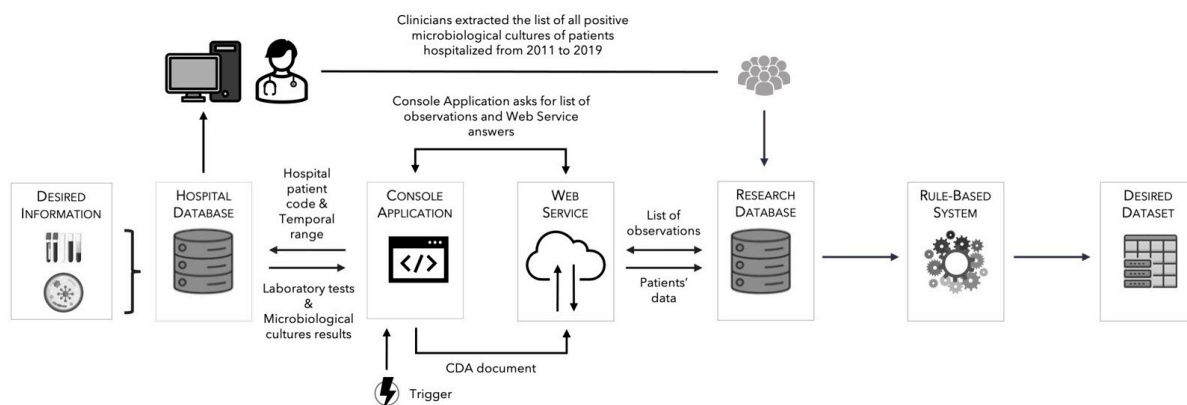 Clinicians extracted the list of all positive
microbiological cultures of patients
hospitalized from 2011 to 2019
Console Application asks for list of
observations and Web Service
answers
DESIRED
INFORMATION
HOSPITAL
DATABASE
Hospital
patient
code &
Temporal
range
Laboratory tests
&
Microbiological
cultures results
CONSOLE
APPLICATION
</>
WEB
SERVICE
List of
observations
Patients'
data
RESEARCH
DATABASE
RULE-BASED
SYSTEM
DESIRED
DATASET
CDA document
Trigger